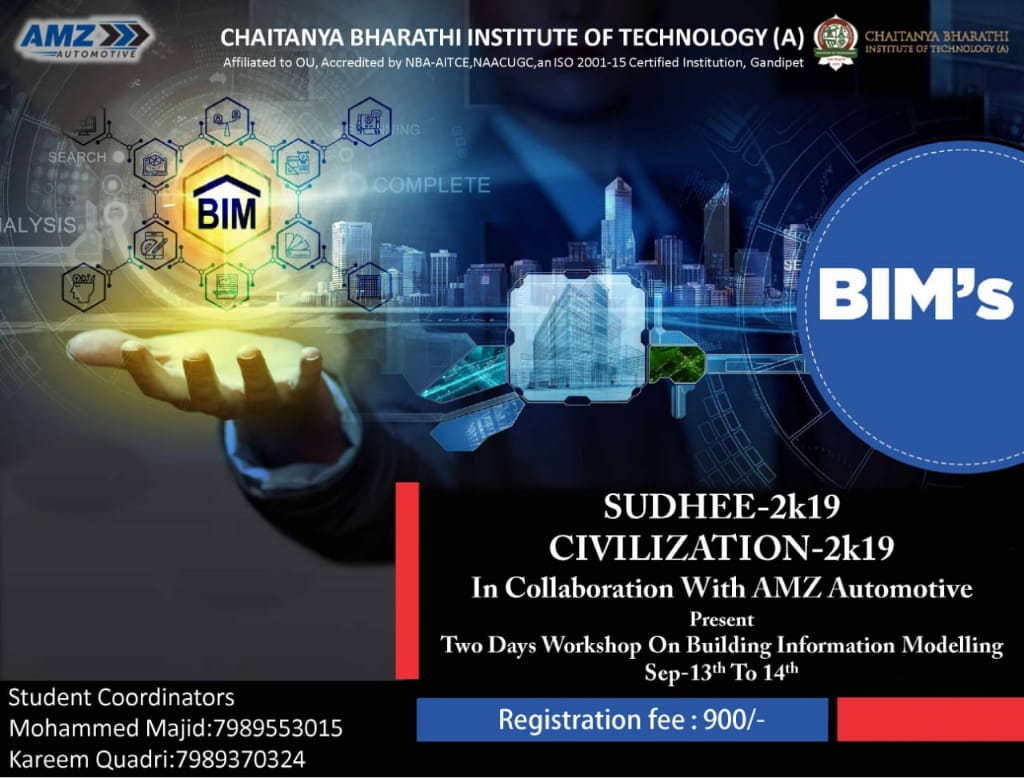 AMZ
AUTOMOTIVE
CHAITANYA BHARATHI INSTITUTE OF TECHNOLOGY (A)
Affiliated to OU, Accredited by NBA-AITCE,NAACUGC,an ISO 2001-15 Certified Institution, Gandipet
CHAITANYA BHARATHI
INSTITUTE OF TECHNOLOGY (A)
SEARCH
COMPLETE
ALYSIS
BIM
SE
BIM's
SUDHEE-2k19
CIVILIZATION-2k19
In Collaboration With AMZ Automotive
Present
Two Days Workshop On Building Information Modelling
Sep-13th To 14th
Registration fee : 900/-
Student Coordinators
Mohammed Majid:7989553015
Kareem Quadri:7989370324